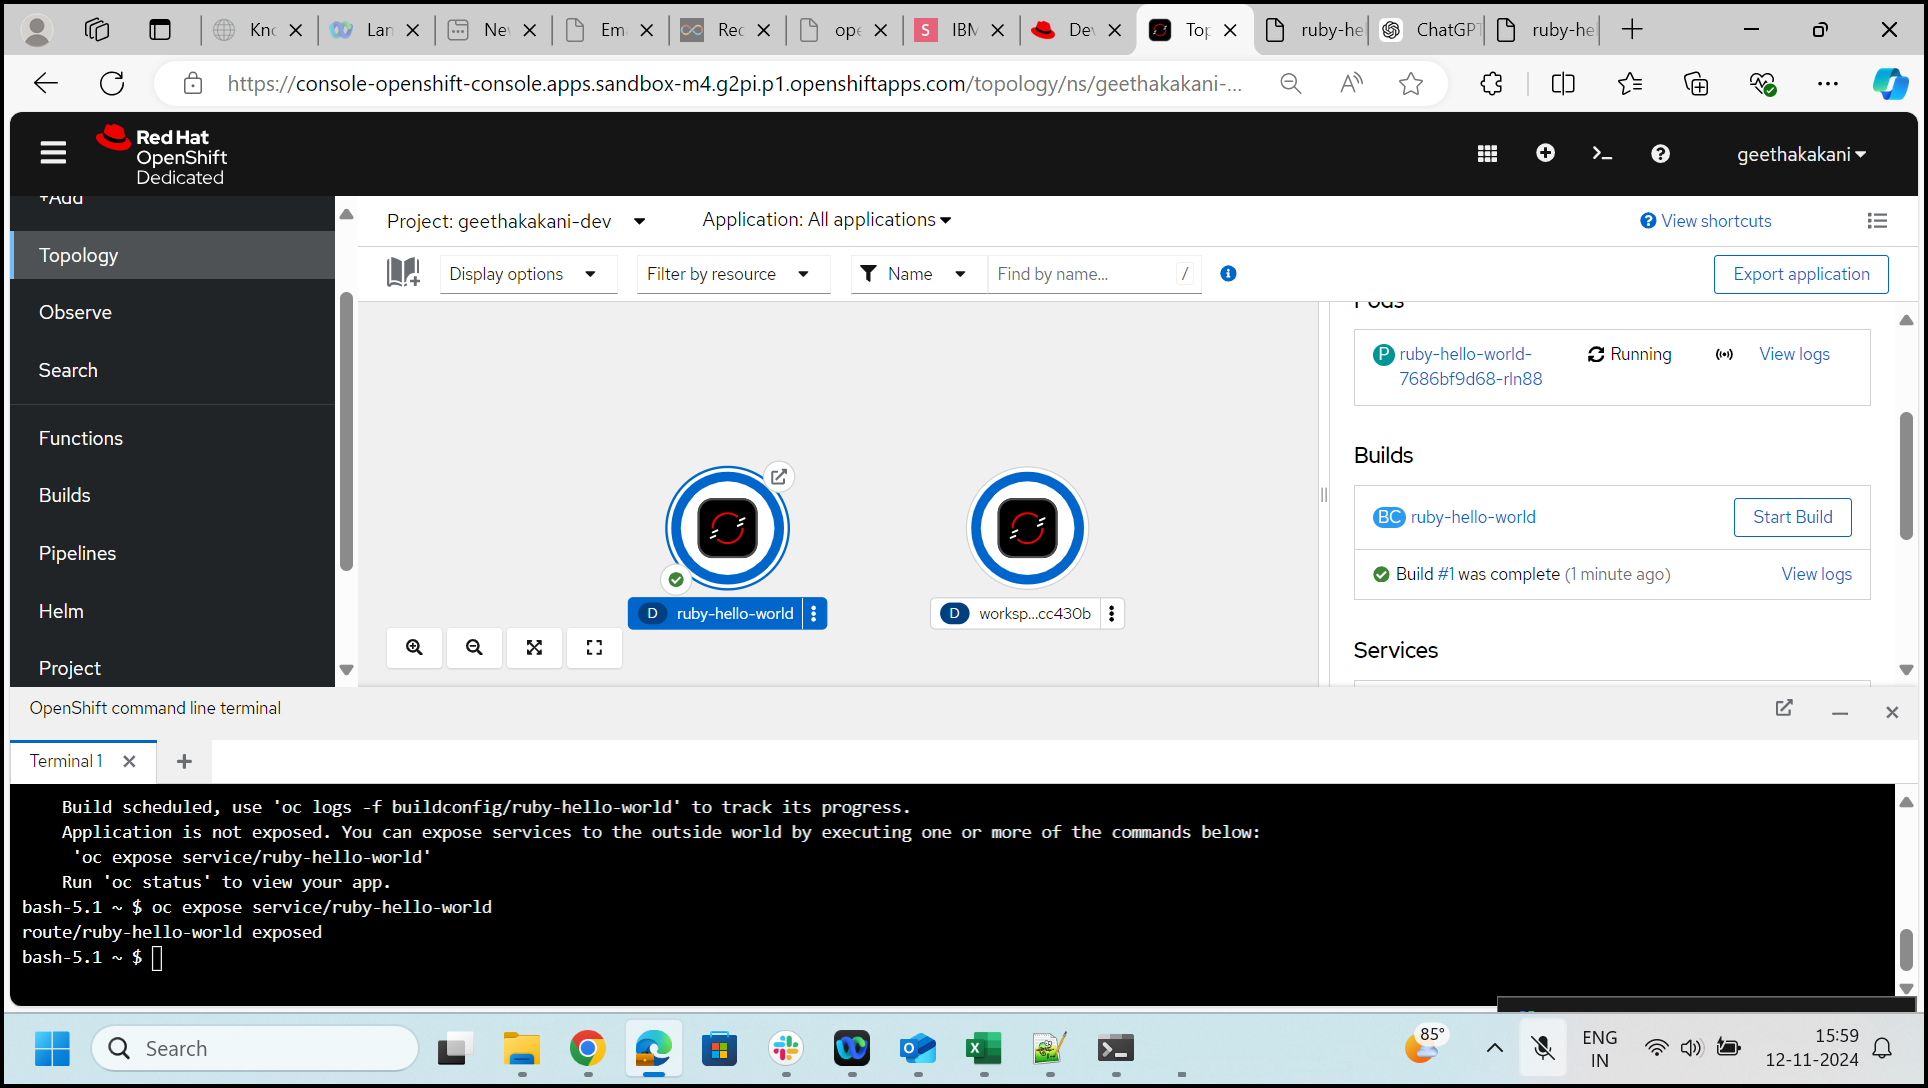 Knc
Lar
Nev
Em
Rec
ope
IBM
Dev
Top
ruby-hel
ChatGPT
ruby-hel
https://console-openshift-console.apps.sandbox-m4.g2pi.p1.openshiftapps.com/topology/ns/geethakakani-...
Red Hat
OpenShift
Dedicated
geethakakani
+Add
Topology
Observe
Search
Functions
Builds
Pipelines
Helm
Project
Project: geethakakani-dev
Application: All applications
View shortcuts
Display options
Filter by resource
Name
Find by name...
/
Export application
D ruby-hello-world
D worksp...cc430b
Pods
P ruby-hello-world-
7686bf9d68-rln88
Running
View logs
Builds
BC ruby-hello-world
Start Build
Build #1 was complete (1 minute ago)
View logs
Services
OpenShift command line terminal
Terminal 1
Build scheduled, use 'oc logs -f buildconfig/ruby-hello-world' to track its progress.
Application is not exposed. You can expose services to the outside world by executing one or more of the commands below:
'oc expose service/ruby-hello-world'
Run 'oc status' to view your app.
bash-5.1 ~ $ oc expose service/ruby-hello-world
route/ruby-hello-world exposed
bash-5.1 ~ $
Search
85°
ENG
IN
15:59
12-11-2024